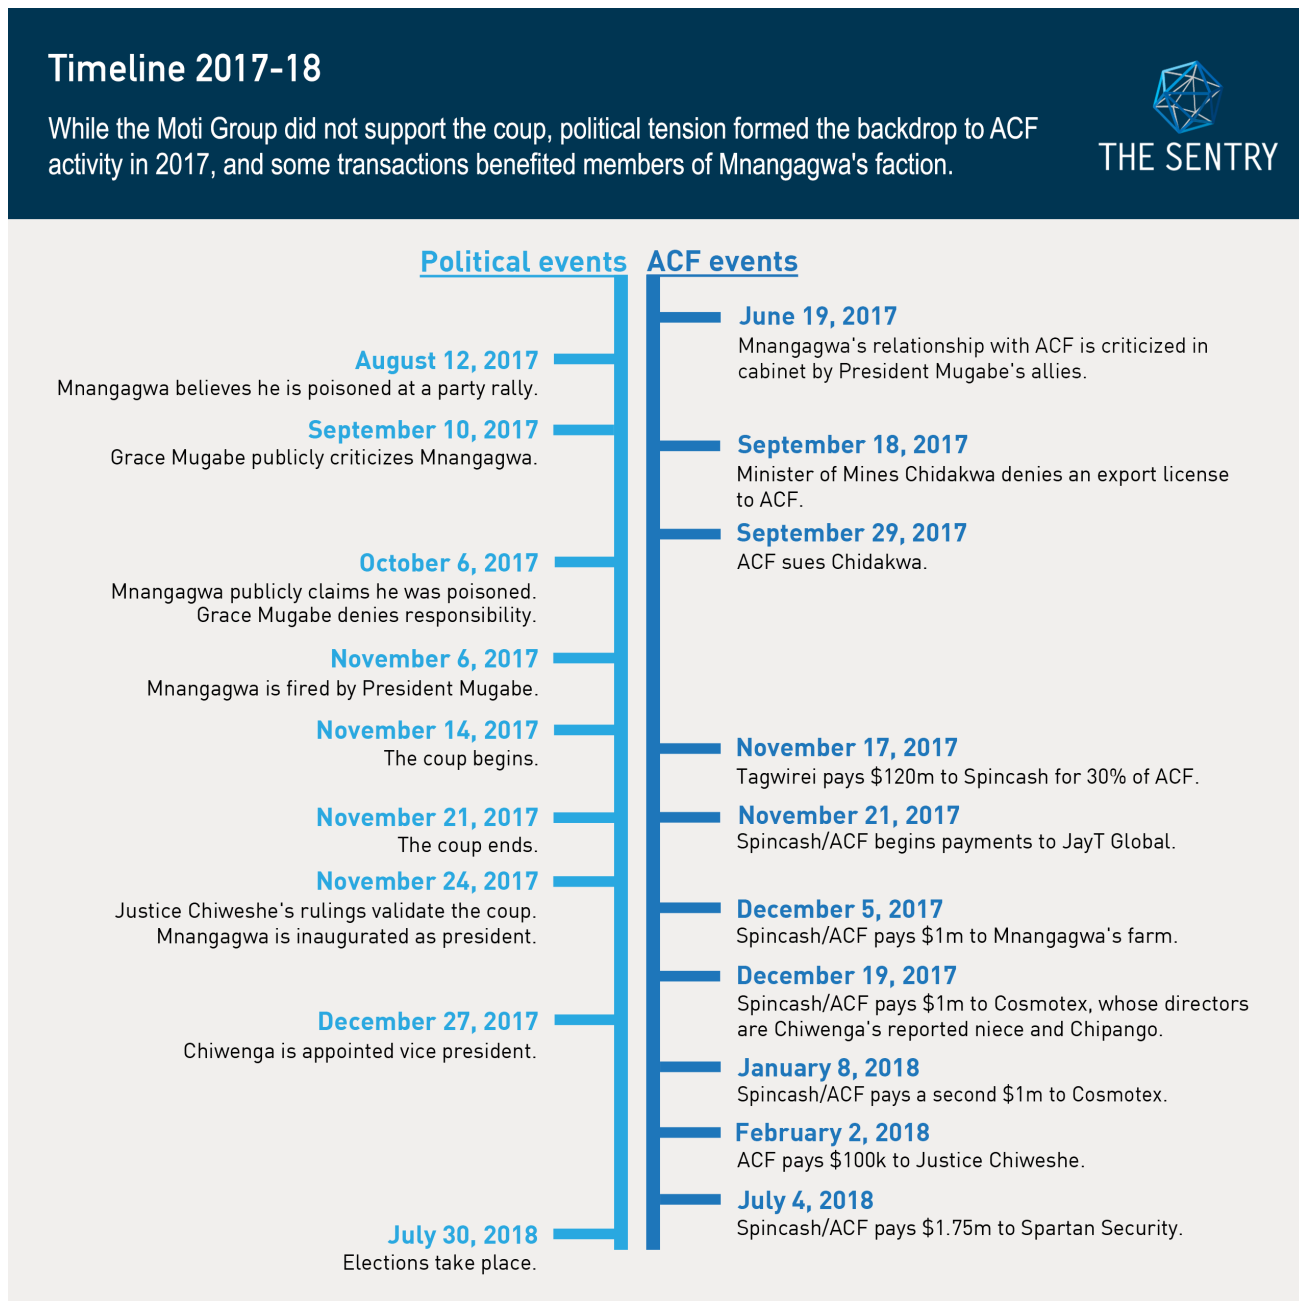 Timeline 2017-18
While the Moti Group did not support the coup, political tension formed the backdrop to ACF
activity in 2017, and some transactions benefited members of Mnangagwa's faction.
THE SENTRY
Political events
August 12, 2017
Mnangagwa believes he is poisoned at a party rally.
September 10, 2017
Grace Mugabe publicly criticizes Mnangagwa.
October 6, 2017
Mnangagwa publicly claims he was poisoned.
Grace Mugabe denies responsibility.
November 6, 2017
Mnangagwa is fired by President Mugabe.
November 14, 2017
The coup begins.
November 21, 2017
The coup ends.
November 24, 2017
Justice Chiweshe's rulings validate the coup.
Mnangagwa is inaugurated as president.
December 27, 2017
Chiwenga is appointed vice president.
July 30, 2018
Elections take place.
ACF events
June 19, 2017
Mnangagwa's relationship with ACF is criticized in
cabinet by President Mugabe's allies.
September 18, 2017
Minister of Mines Chidakwa denies an export license
to ACF.
September 29, 2017
ACF sues Chidakwa.
November 17, 2017
Tagwirei pays $120m to Spincash for 30% of ACF.
November 21, 2017
Spincash/ACF begins payments to JayT Global.
December 5, 2017
Spincash/ACF pays $1m to Mnangagwa's farm.
December 19, 2017
Spincash/ACF pays $1m to Cosmotex, whose directors
are Chiwenga's reported niece and Chipango.
January 8, 2018
Spincash/ACF pays a second $1m to Cosmotex.
February 2, 2018
ACF pays $100k to Justice Chiweshe.
July 4, 2018
Spincash/ACF pays $1.75m to Spartan Security.